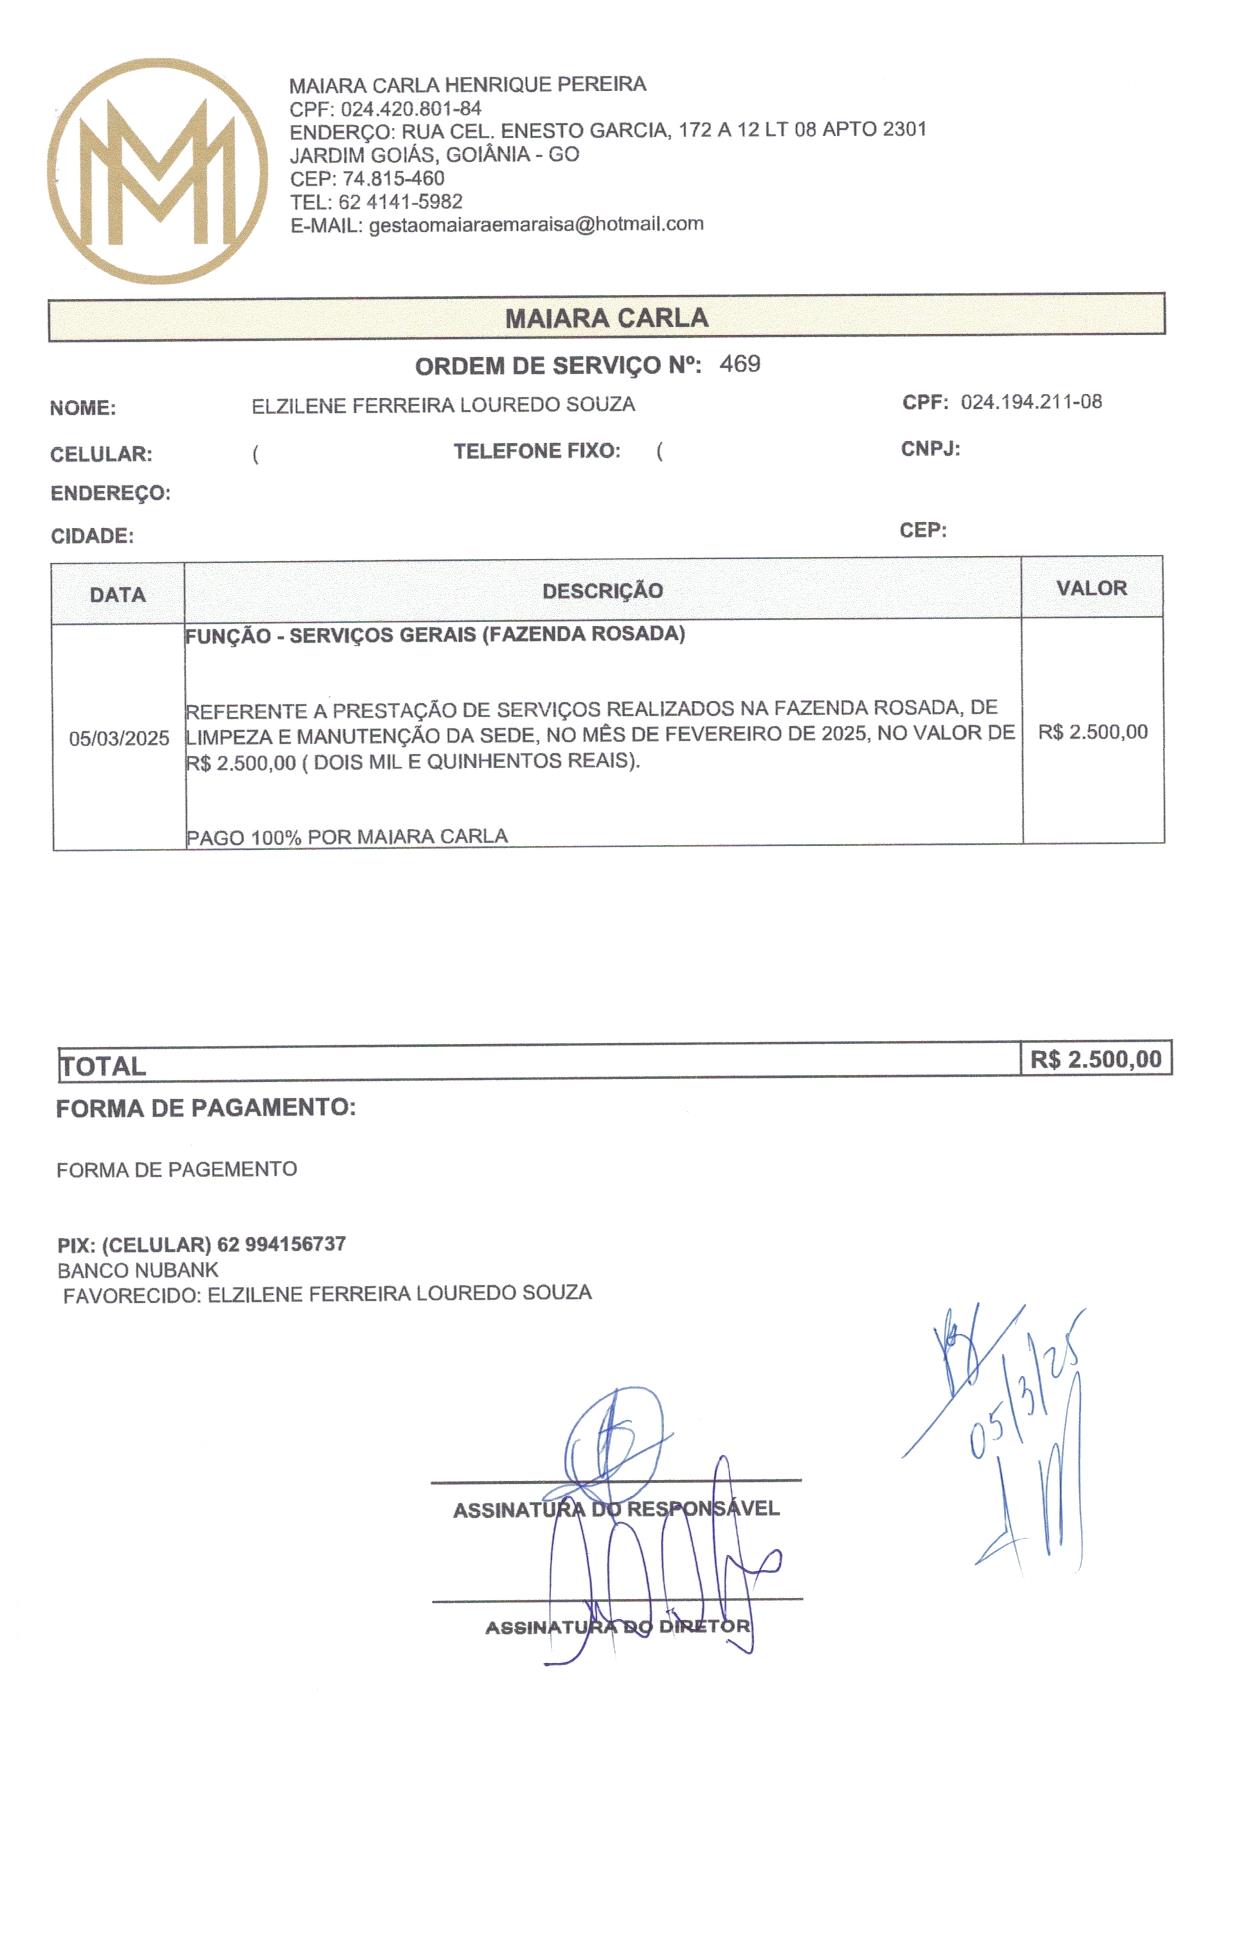 MAIARA CARLA HENRIQUE PEREIRA
CPF: 024.420.801-84
ENDERÇO: RUA CEL. ENESTO GARCIA, 172 A 12 LT 08 APTO 2301
JARDIM GOIÁS, GOIÂNIA - GO
CEP: 74.815-460
TEL: 62 4141-5982
E-MAIL: gestaomaiaraemaraisa@hotmail.com
MAIARA CARLA
ORDEM DE SERVIÇO Nº: 469
NOME: ELZILENE FERREIRA LOUREDO SOUZA CPF: 024.194.211-08
CELULAR: ( TELEFONE FIXO: ( CNPJ:
ENDEREÇO:
CIDADE: CEP:
DATA DESCRIÇÃO VALOR
FUNÇÃO - SERVIÇOS GERAIS (FAZENDA ROSADA)
REFERENTE A PRESTAÇÃO DE SERVIÇOS REALIZADOS NA FAZENDA ROSADA, DE
05/03/2025 LIMPEZA E MANUTENÇÃO DA SEDE, NO MÊS DE FEVEREIRO DE 2025, NO VALOR DE R$ 2.500,00
R$ 2.500,00 ( DOIS MIL E QUINHENTOS REAIS).
PAGO 100% POR MAIARA CARLA
TOTAL R$ 2.500,00
FORMA DE PAGAMENTO:
FORMA DE PAGEMENTO
PIX: (CELULAR) 62 994156737
BANCO NUBANK
FAVORECIDO: ELZILENE FERREIRA LOUREDO SOUZA
05/3/25
ASSINATURA DO RESPONSÁVEL
ASSINATURA DO DIRETOR